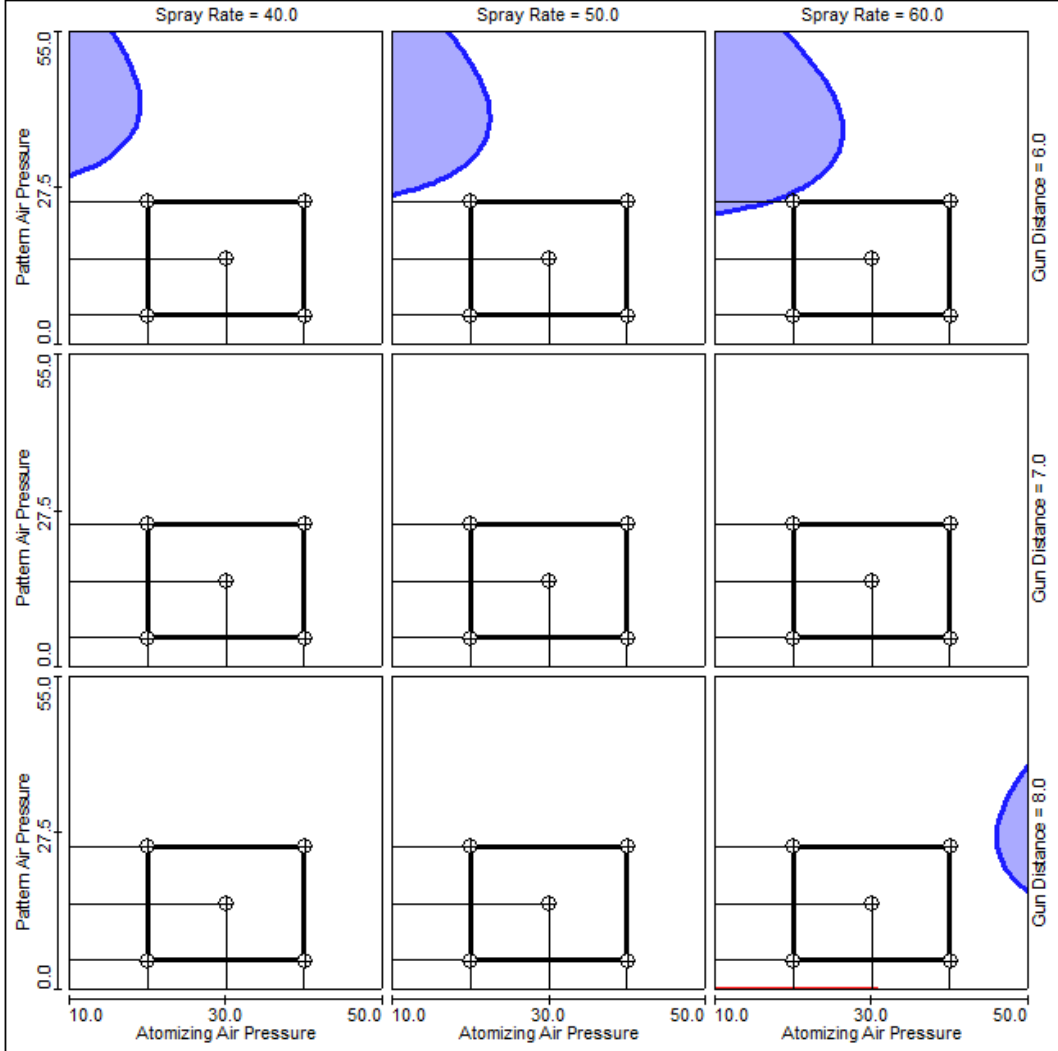 Spray Rate = 40.0
Spray Rate = 50.0
Spray Rate = 60.0
55.0
27.5
0.0
Pattern Air Pressure
Gun Distance = 6.0
55.0
27.5
0.0
Pattern Air Pressure
Gun Distance = 7.0
55.0
27.5
0.0
Pattern Air Pressure
Gun Distance = 8.0
10.0 30.0 50.0
Atomizing Air Pressure
10.0 30.0 50.0
Atomizing Air Pressure
10.0 30.0 50.0
Atomizing Air Pressure